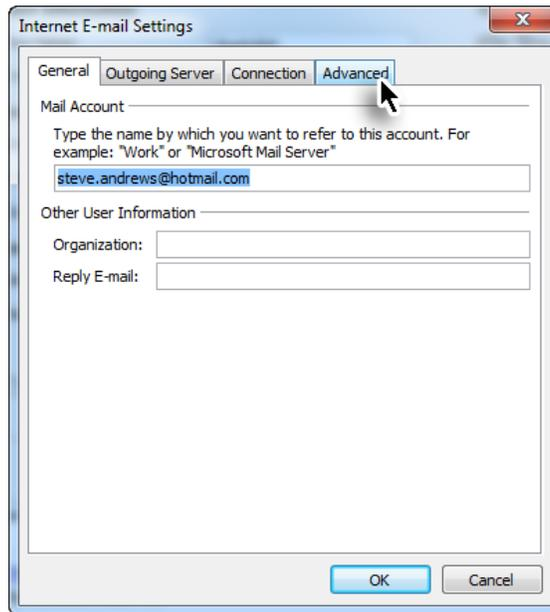 Internet E-mail Settings
General Outgoing Server Connection Advanced
Mail Account
Type the name by which you want to refer to this account. For
example: "Work" or "Microsoft Mail Server"
steve.andrews@hotmail.com
Other User Information
Organization:
Reply E-mail:
OK Cancel